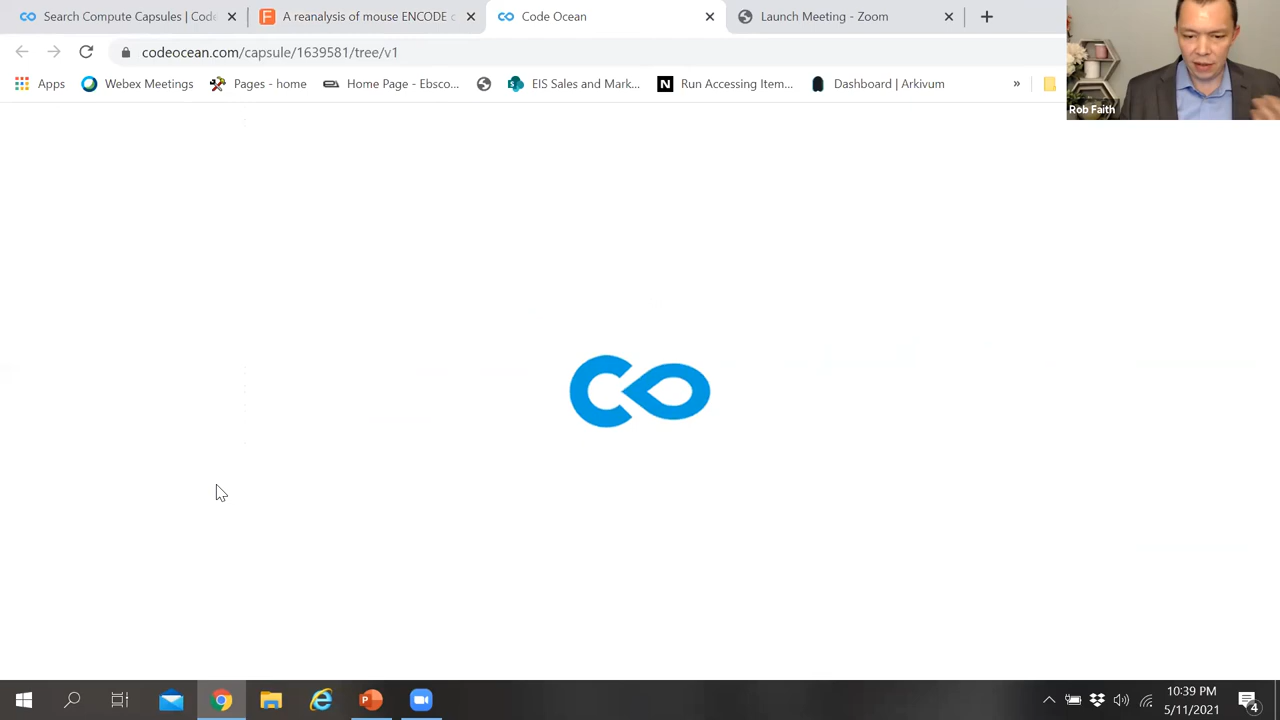 Search Compute Capsules | Code
A reanalysis of mouse ENCODE c
Code Ocean
Launch Meeting - Zoom
codeocean.com/capsule/1639581/tree/v1
Apps
Webex Meetings
Pages - home
Home Page - Ebsco...
EIS Sales and Mark...
Run Accessing Item...
Dashboard | Arkivum
»
Rob Faith
CO
10:39 PM
5/11/2021
4